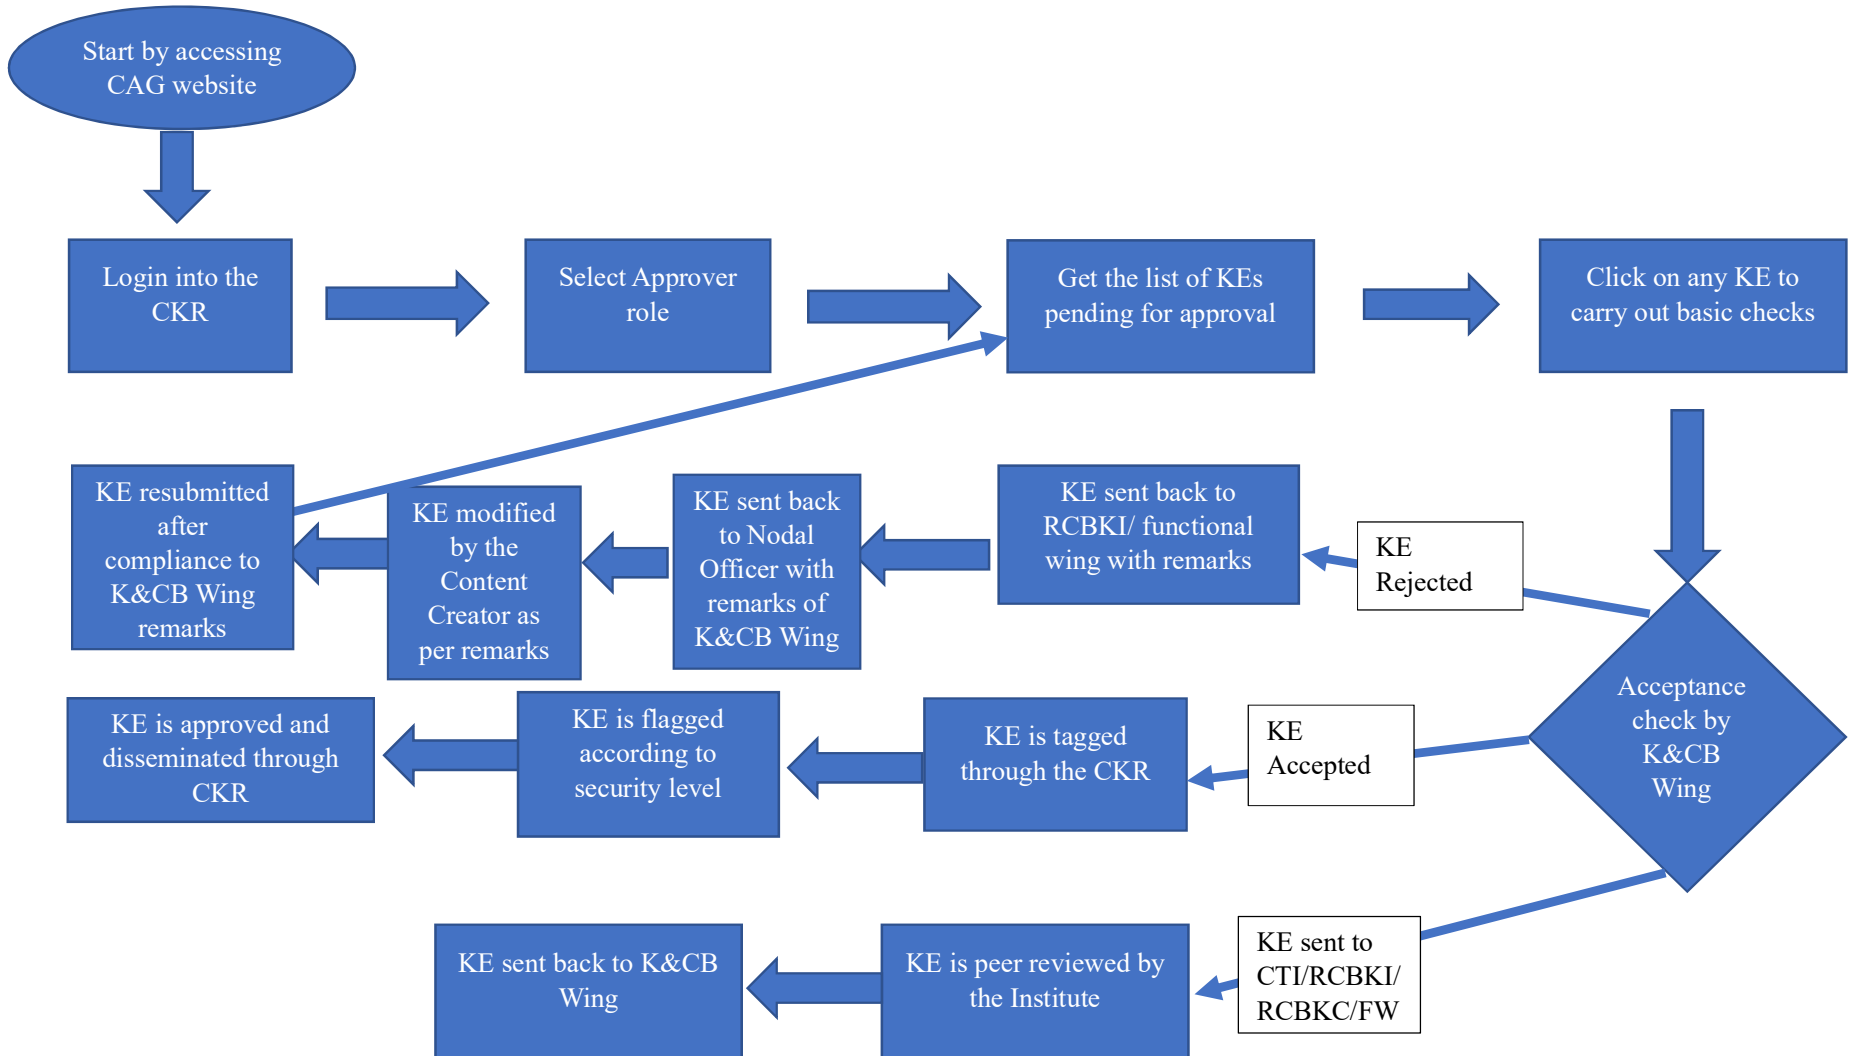 Start by accessing
CAG website
Login into the
CKR
Select Approver
role
Get the list of KEs
pending for approval
Click on any KE to
carry out basic checks
KE resubmitted
after
compliance to
K&CB Wing
remarks
KE modified
by the
Content
Creator as
per remarks
KE sent back
to Nodal
Officer with
remarks of
K&CB Wing
KE sent back to
RCBKI/ functional
wing with remarks
KE
Rejected
Acceptance
check by
K&CB
Wing
KE is approved and
disseminated through
CKR
KE is flagged
according to
security level
KE is tagged
through the CKR
KE
Accepted
KE sent back to K&CB
Wing
KE is peer reviewed by
the Institute
KE sent to
CTI/RCBKI/
RCBKC/FW